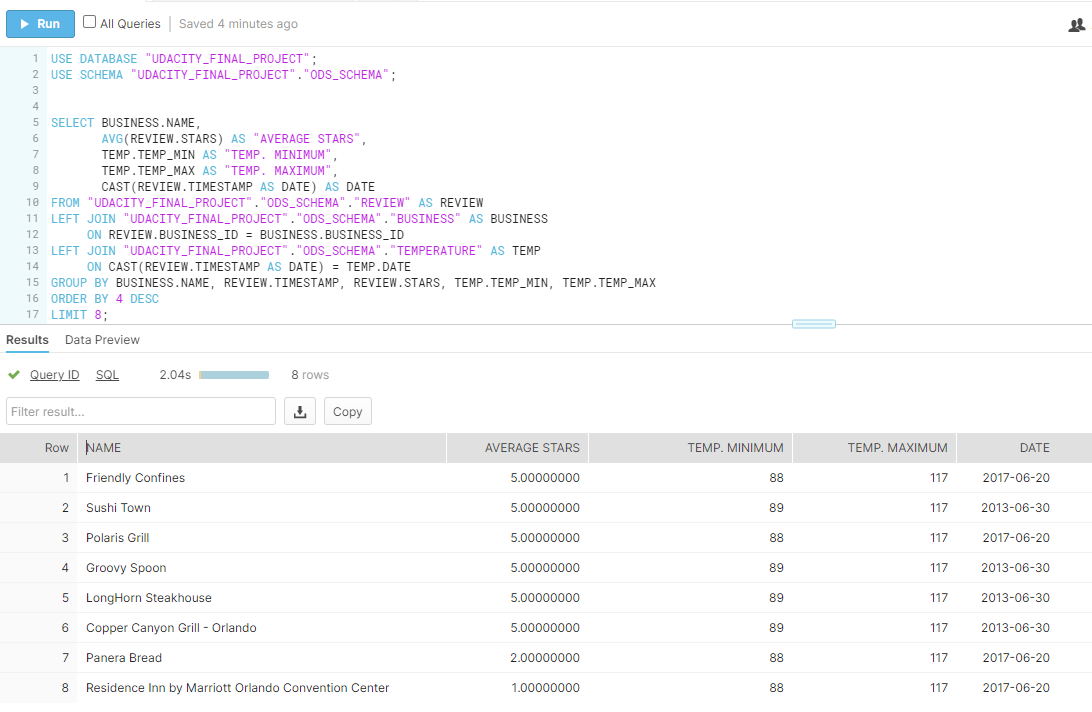 Run All Queries Saved 4 minutes ago
1 USE DATABASE "UDACITY_FINAL_PROJECT";
2 USE SCHEMA "UDACITY_FINAL_PROJECT"."ODS_SCHEMA";
3
4
5 SELECT BUSINESS.NAME,
6 AVG(REVIEW.STARS) AS "AVERAGE STARS",
7 TEMP.TEMP_MIN AS "TEMP. MINIMUM",
8 TEMP.TEMP_MAX AS "TEMP. MAXIMUM",
9 CAST(REVIEW.TIMESTAMP AS DATE) AS DATE
10 FROM "UDACITY_FINAL_PROJECT"."ODS_SCHEMA"."REVIEW" AS REVIEW
11 LEFT JOIN "UDACITY_FINAL_PROJECT"."ODS_SCHEMA"."BUSINESS" AS BUSINESS
12 ON REVIEW.BUSINESS_ID = BUSINESS.BUSINESS_ID
13 LEFT JOIN "UDACITY_FINAL_PROJECT"."ODS_SCHEMA"."TEMPERATURE" AS TEMP
14 ON CAST(REVIEW.TIMESTAMP AS DATE) = TEMP.DATE
15 GROUP BY BUSINESS.NAME, REVIEW.TIMESTAMP, REVIEW.STARS, TEMP.TEMP_MIN, TEMP.TEMP_MAX
16 ORDER BY 4 DESC
17 LIMIT 8;
Results Data Preview
Query ID SQL 2.04s 8 rows
Filter result... Copy
Row NAME AVERAGE STARS TEMP. MINIMUM TEMP. MAXIMUM DATE
1 Friendly Confines 5.00000000 88 117 2017-06-20
2 Sushi Town 5.00000000 89 117 2013-06-30
3 Polaris Grill 5.00000000 88 117 2017-06-20
4 Groovy Spoon 5.00000000 89 117 2013-06-30
5 LongHorn Steakhouse 5.00000000 89 117 2013-06-30
6 Copper Canyon Grill - Orlando 5.00000000 89 117 2013-06-30
7 Panera Bread 2.00000000 88 117 2017-06-20
8 Residence Inn by Marriott Orlando Convention Center 1.00000000 88 117 2017-06-20